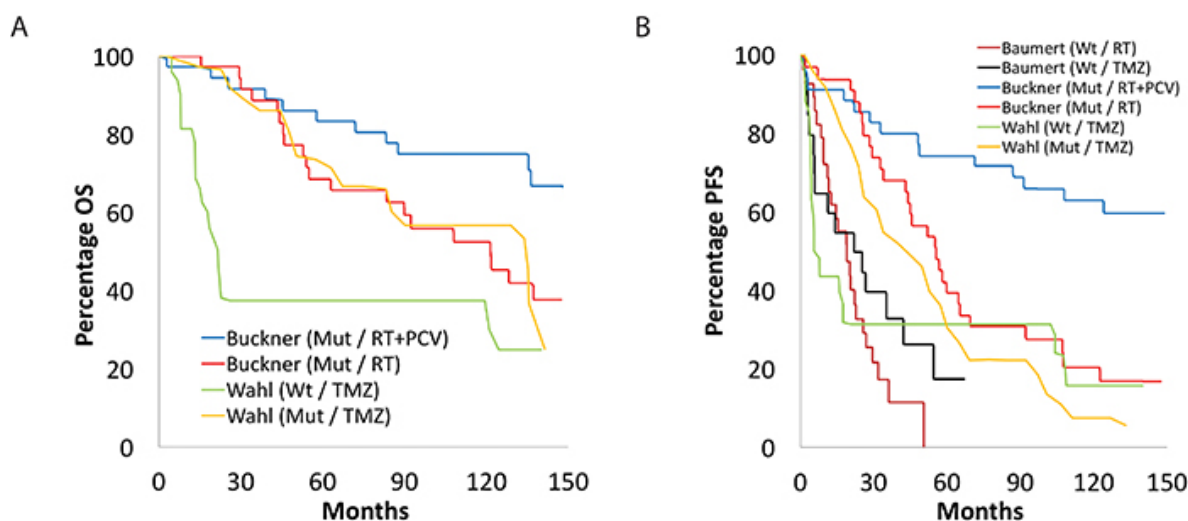 A
100
80
60
40
20
0
Percentage OS
Buckner (Mut / RT+PCV)
Buckner (Mut / RT)
Wahl (Wt / TMZ)
Wahl (Mut / TMZ)
0 30 60 90 120 150
Months
B
100
80
60
40
20
0
Percentage PFS
Baumert (Wt / RT)
Baumert (Wt / TMZ)
Buckner (Mut / RT+PCV)
Buckner (Mut / RT)
Wahl (Wt / TMZ)
Wahl (Mut / TMZ)
0 30 60 90 120 150
Months